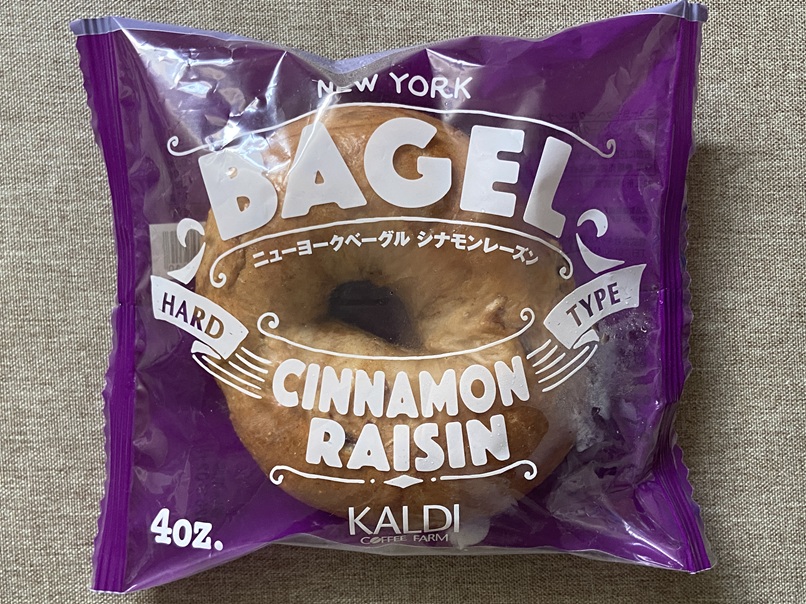 NEW YORK
BAGEL
ニューヨークベーグル シナモンレーズン
HARD
TYPE
CINNAMON
RAISIN
4oz.
KALDI
COFFEE FARM